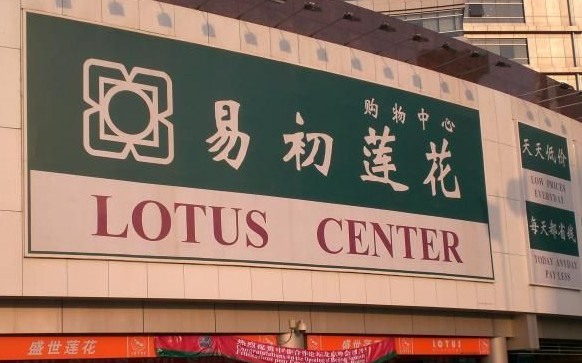 购物中心
易初莲花
LOTUS CENTER
天天低价
LOW PRICES
EVERYDAY
每天都省钱
TODAY ANYDAY
PAY LESS
盛世莲花
LOTUS